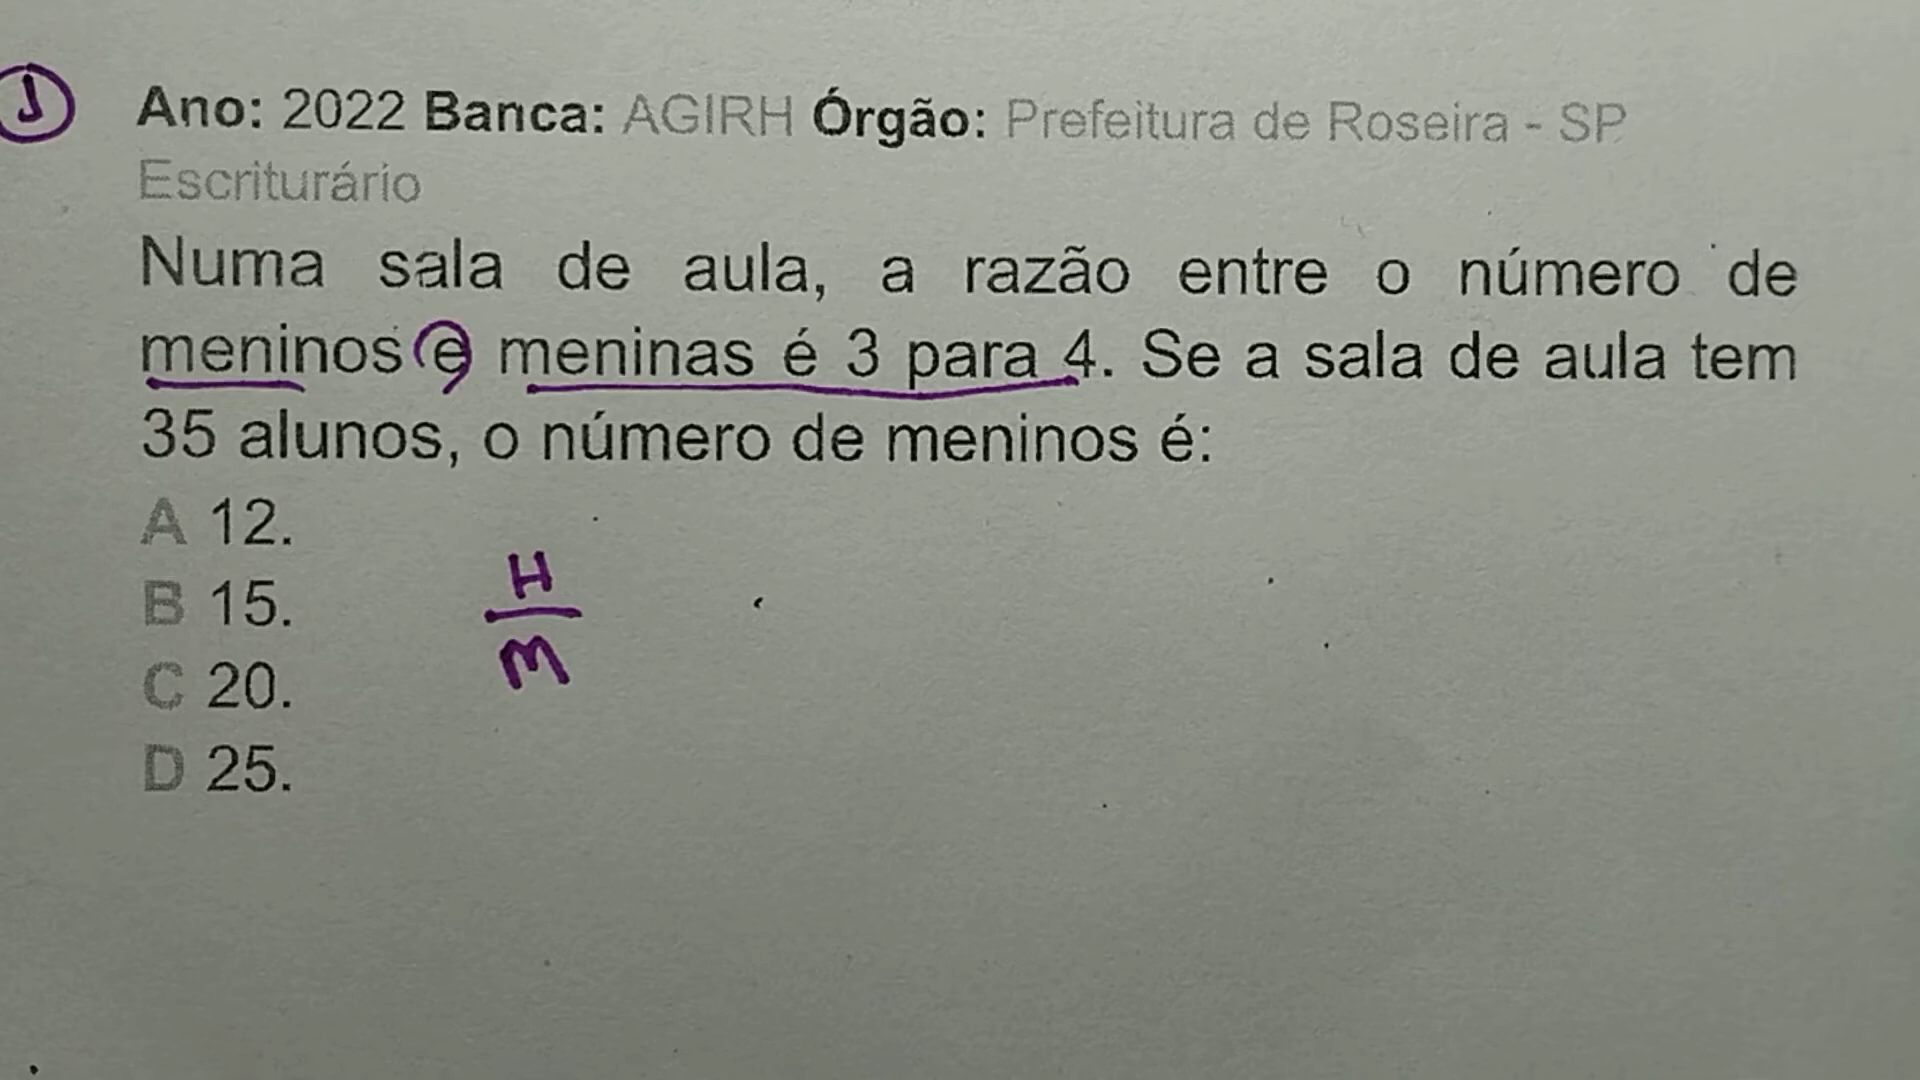 1 Ano: 2022 Banca: AGIRH Órgão: Prefeitura de Roseira - SP
Escriturário
Numa sala de aula, a razão entre o número de
meninos e meninas é 3 para 4. Se a sala de aula tem
35 alunos, o número de meninos é:
A 12.
B 15.
C 20.
D 25.
H
M